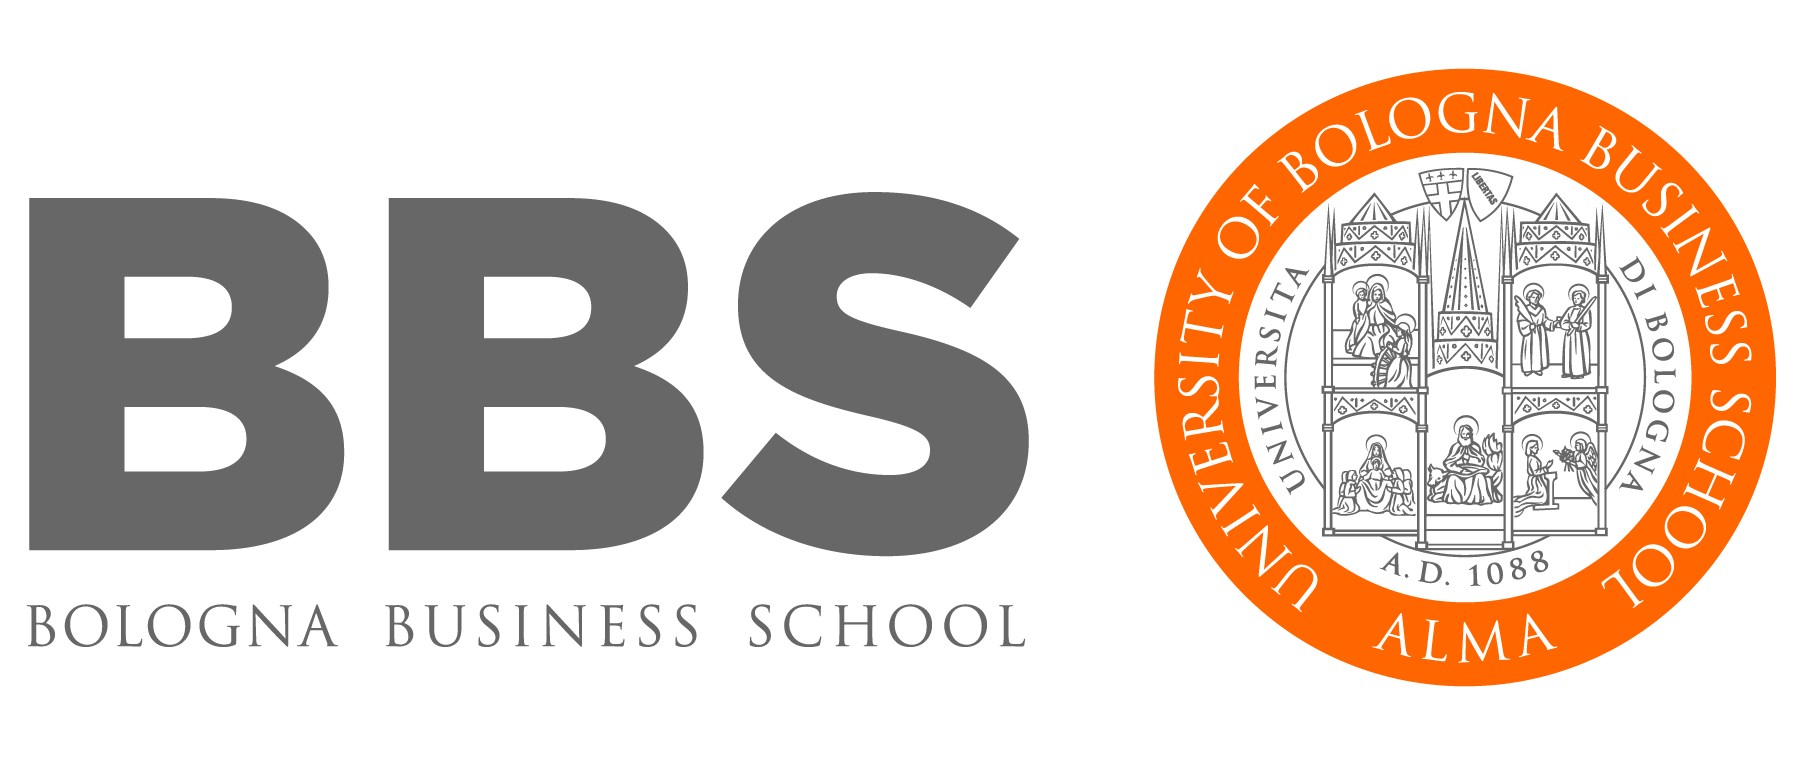 BBS
BOLOGNA BUSINESS SCHOOL
UNIVERSITY OF BOLOGNA BUSINESS SCHOOL
ALMA
LIBERTAS
UNIVERSITA
DI BOLOGNA
A.D. 1088